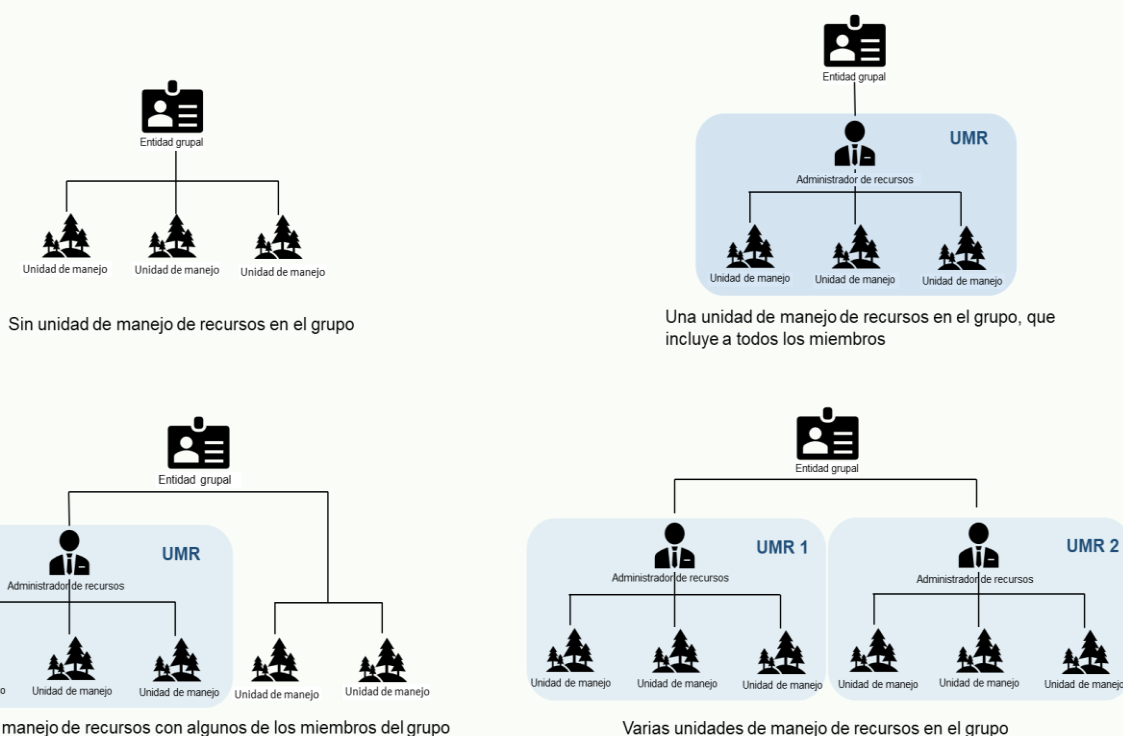 Entidad grupal
Unidad de manejo Unidad de manejo Unidad de manejo
Sin unidad de manejo de recursos en el grupo
Entidad grupal
UMR
Administrador de recursos
Unidad de manejo Unidad de manejo Unidad de manejo
Una unidad de manejo de recursos en el grupo, que
incluye a todos los miembros
Entidad grupal
UMR
Administrador de recursos
Unidad de manejo Unidad de manejo Unidad de manejo Unidad de manejo
manejo de recursos con algunos de los miembros del grupo
Entidad grupal
UMR 1
Administrador de recursos
Unidad de manejo Unidad de manejo Unidad de manejo
UMR 2
Administrador de recursos
Unidad de manejo Unidad de manejo Unidad de manejo
Varias unidades de manejo de recursos en el grupo